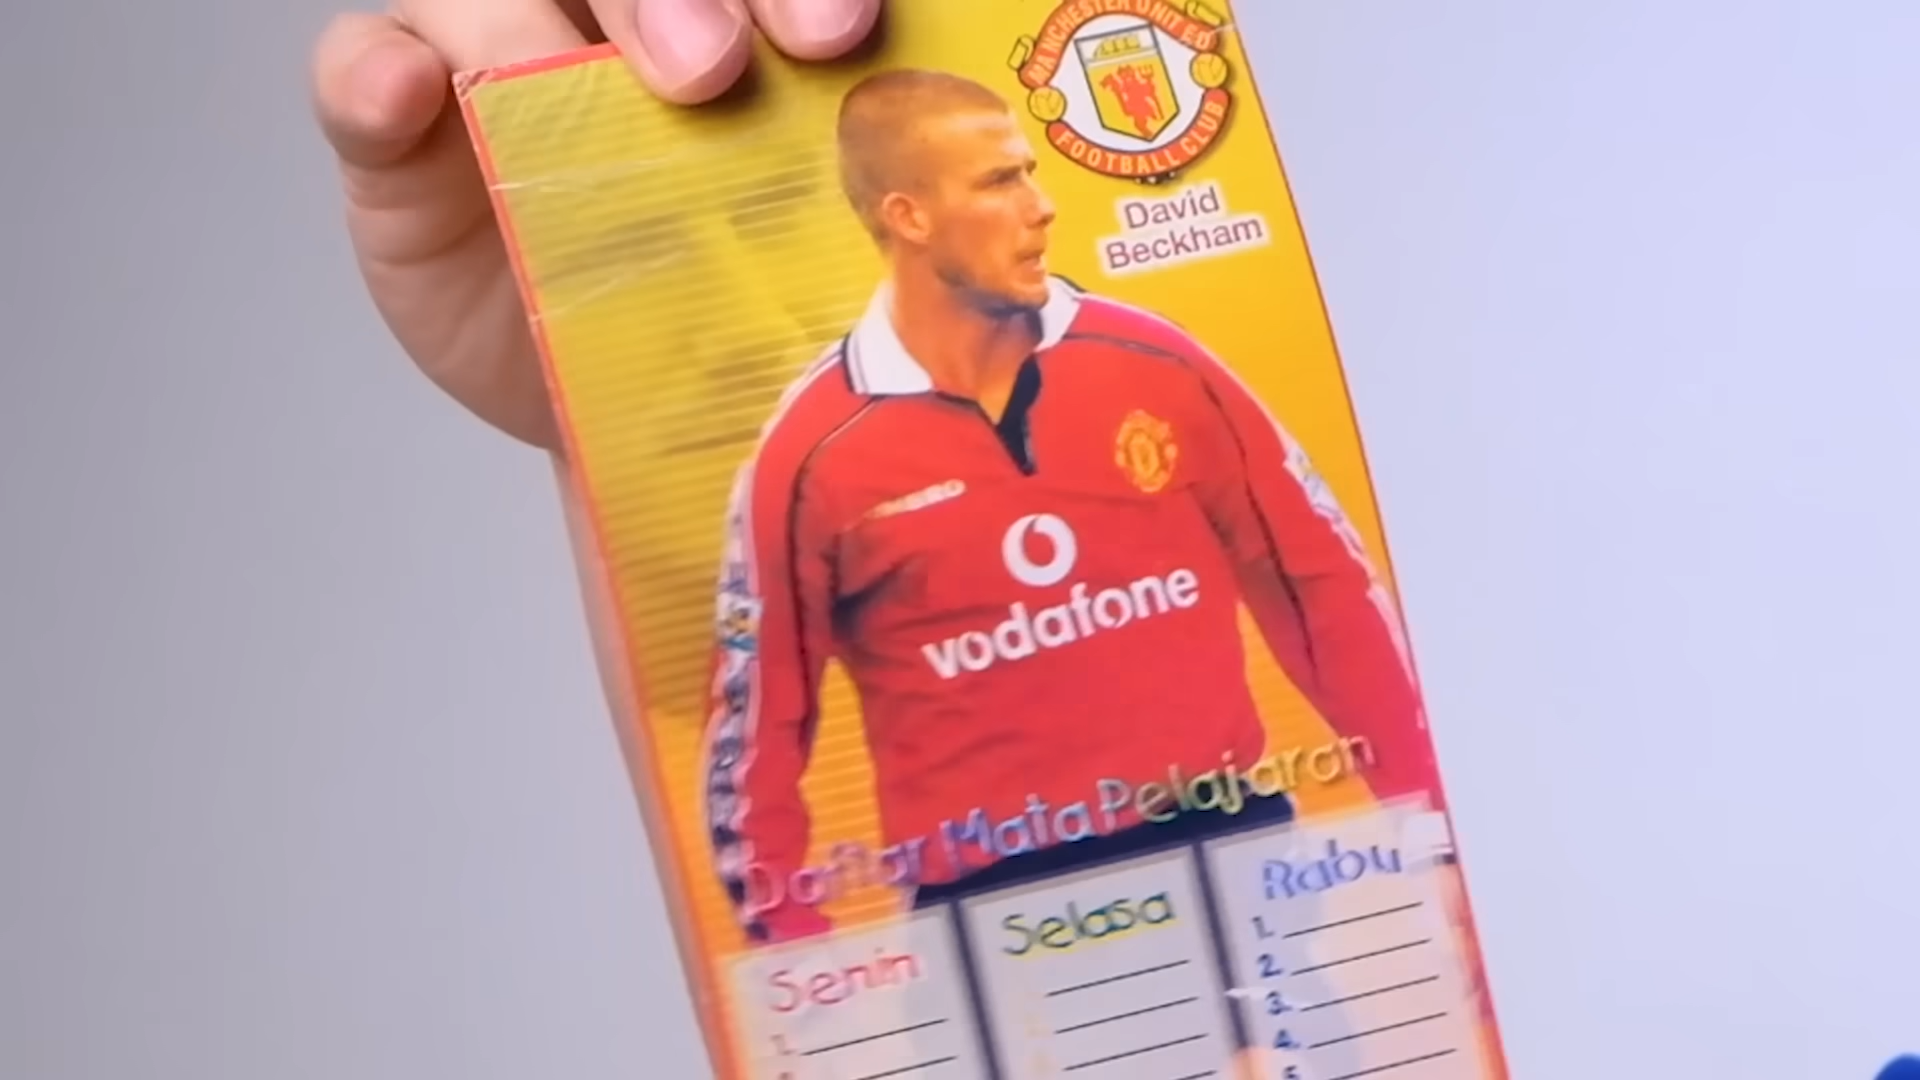 MANCHESTER UNITED
FOOTBALL CLUB
David
Beckham
UMBRO
vodafone
Daftar Mata Pelajaran
Senin
1.
Selasa
Rabu
1.
2.
3.
4.
5.